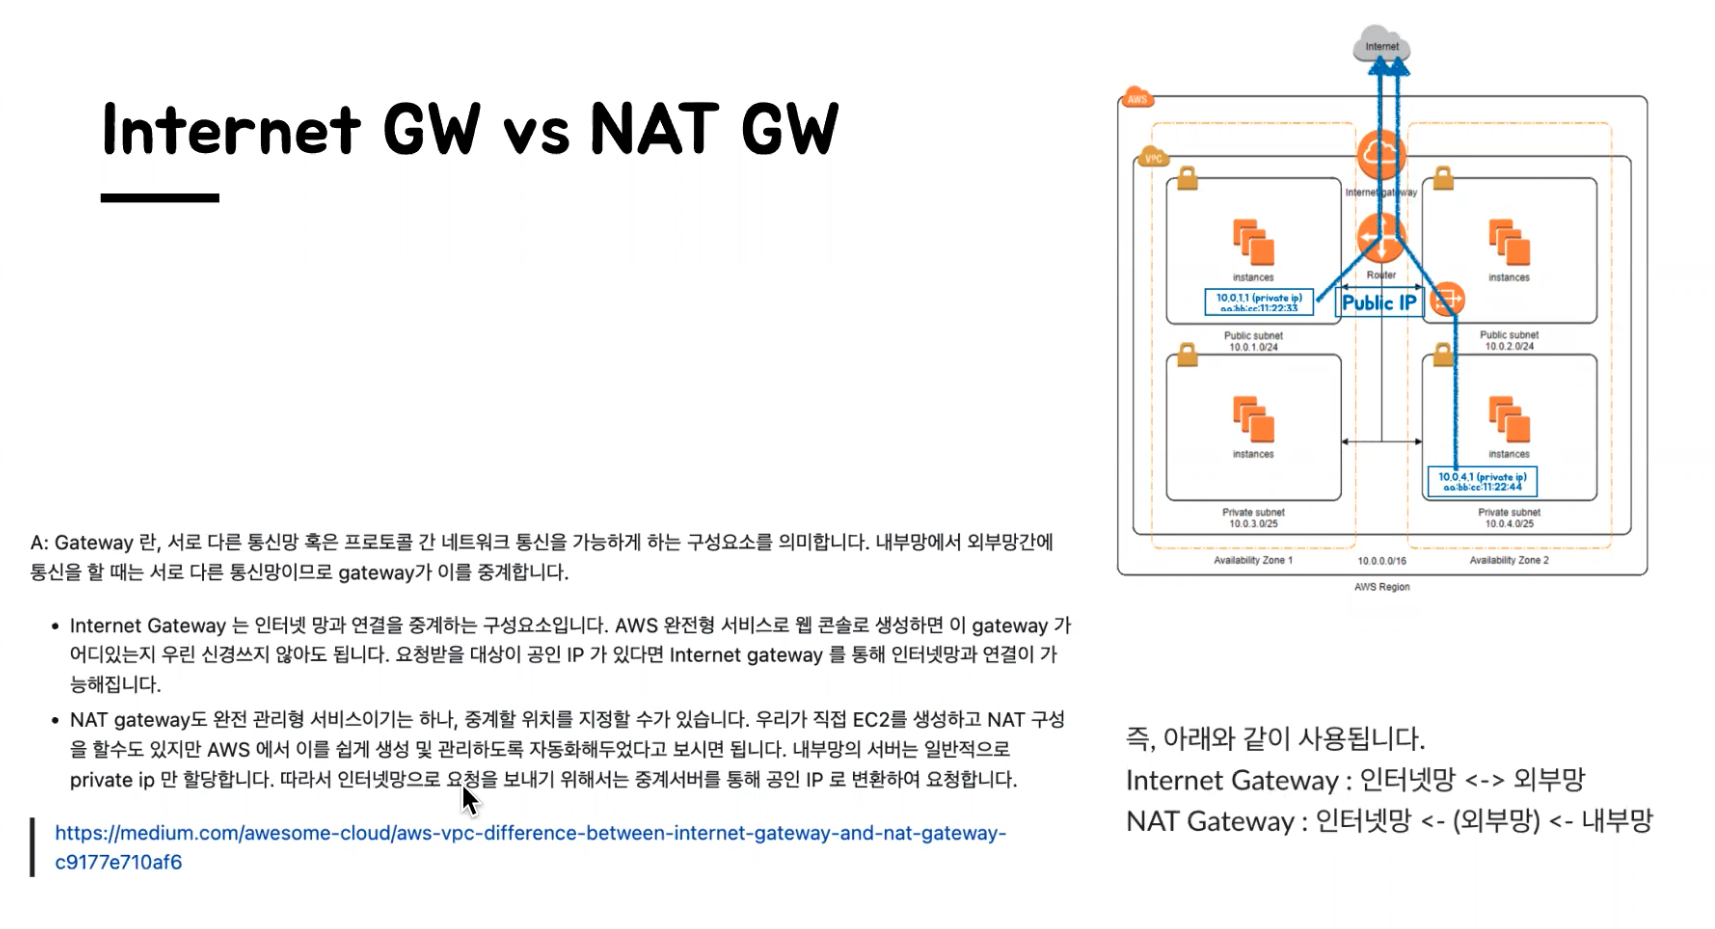 Internet GW vs NAT GW
A: Gateway 란, 서로 다른 통신망 혹은 프로토콜 간 네트워크 통신을 가능하게 하는 구성요소를 의미합니다. 내부망에서 외부망간에
통신을 할 때는 서로 다른 통신망이므로 gateway가 이를 중계합니다.
• Internet Gateway 는 인터넷 망과 연결을 중계하는 구성요소입니다. AWS 완전형 서비스로 웹 콘솔로 생성하면 이 gateway 가
어디있는지 우린 신경쓰지 않아도 됩니다. 요청받을 대상이 공인 IP 가 있다면 Internet gateway 를 통해 인터넷망과 연결이 가
능해집니다.
• NAT gateway도 완전 관리형 서비스이기는 하나, 중계할 위치를 지정할 수가 있습니다. 우리가 직접 EC2를 생성하고 NAT 구성
을 할수도 있지만 AWS 에서 이를 쉽게 생성 및 관리하도록 자동화해두었다고 보시면 됩니다. 내부망의 서버는 일반적으로
private ip 만 할당합니다. 따라서 인터넷망으로 요청을 보내기 위해서는 중계서버를 통해 공인 IP 로 변환하여 요청합니다.
https://medium.com/awesome-cloud/aws-vpc-difference-between-internet-gateway-and-nat-gateway-
c9177e710af6
Internet
AWS
VPC
Internet gateway
instances
Router
instances
10.0.1.1 (private ip)
aa:bb:cc:11:22:33
Public IP
Public subnet
10.0.1.0/24
Public subnet
10.0.2.0/24
instances
instances
10.0.4.1 (private ip)
aa:bb:cc:11:22:44
Private subnet
10.0.3.0/25
Private subnet
10.0.4.0/25
Availability Zone 1
10.0.0.0/16
Availability Zone 2
AWS Region
즉, 아래와 같이 사용됩니다.
Internet Gateway : 인터넷망 <-> 외부망
NAT Gateway : 인터넷망 <- (외부망) <- 내부망